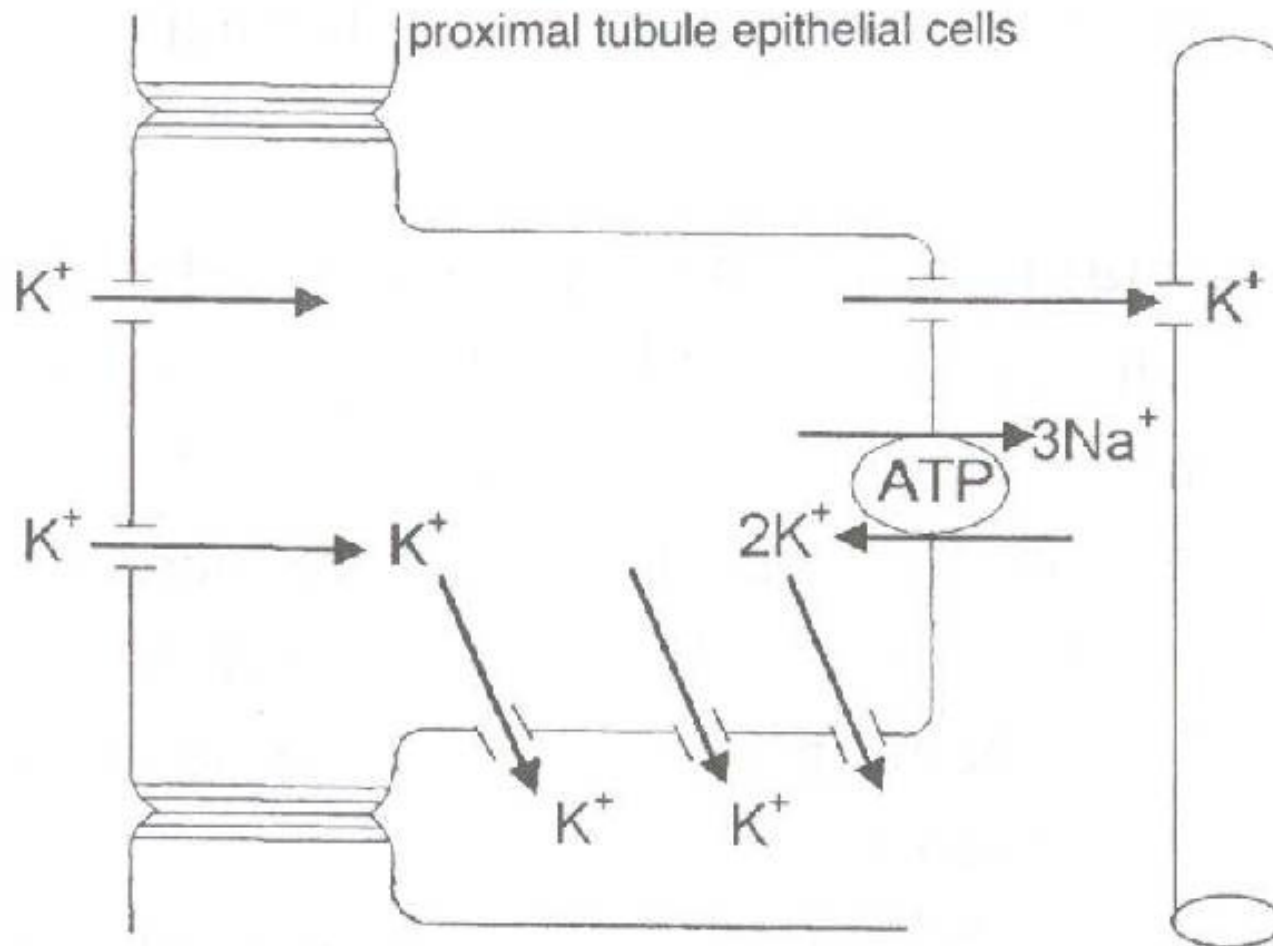 proximal tubule epithelial cells
K⁺
K⁺
3Na⁺
ATP
K⁺
K⁺
2K⁺
K⁺
K⁺